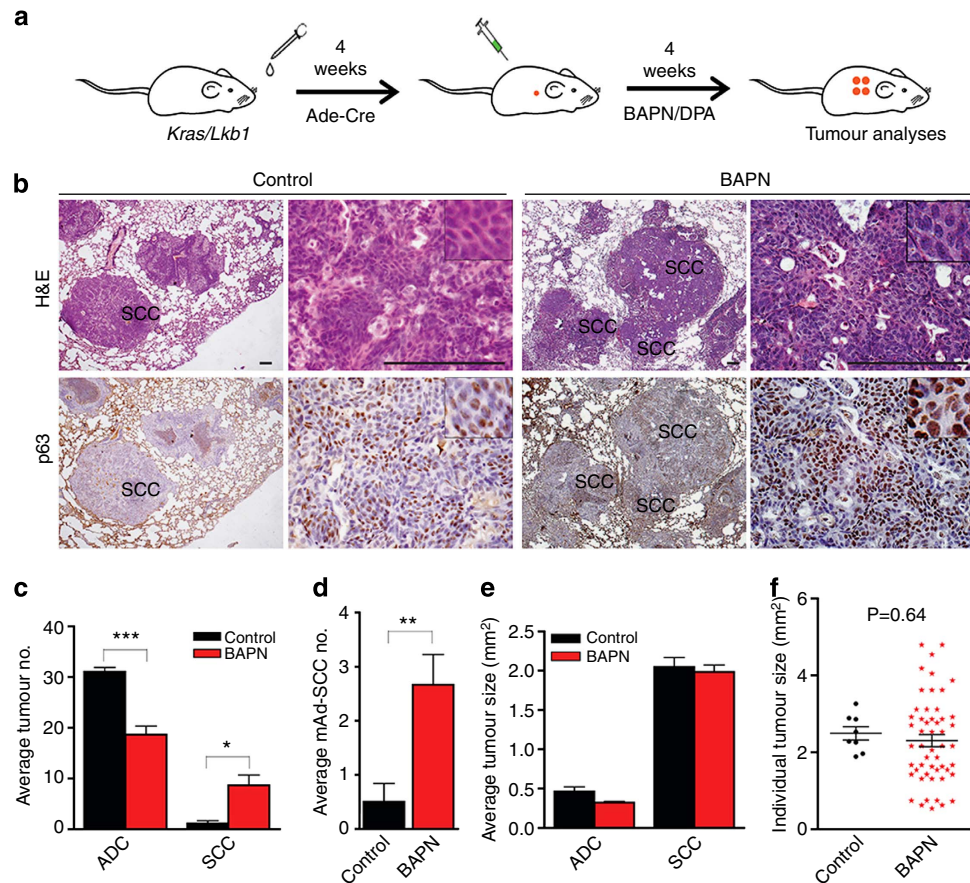 a
4
weeks
Ade-Cre
4
weeks
BAPN/DPA
Kras/Lkb1
Tumour analyses
b
Control
BAPN
H&E
SCC
SCC
SCC
SCC
p63
SCC
SCC
SCC
SCC
c
Average tumour no.
40
30
20
10
0
***
*
Control
BAPN
ADC
SCC
d
Average mAd-SCC no.
4
3
2
1
0
**
Control
BAPN
e
Average tumour size (mm²)
2.5
2.0
1.5
1.0
0.5
0.0
Control
BAPN
ADC
SCC
f
Individual tumour size (mm²)
6
4
2
0
P=0.64
Control
BAPN